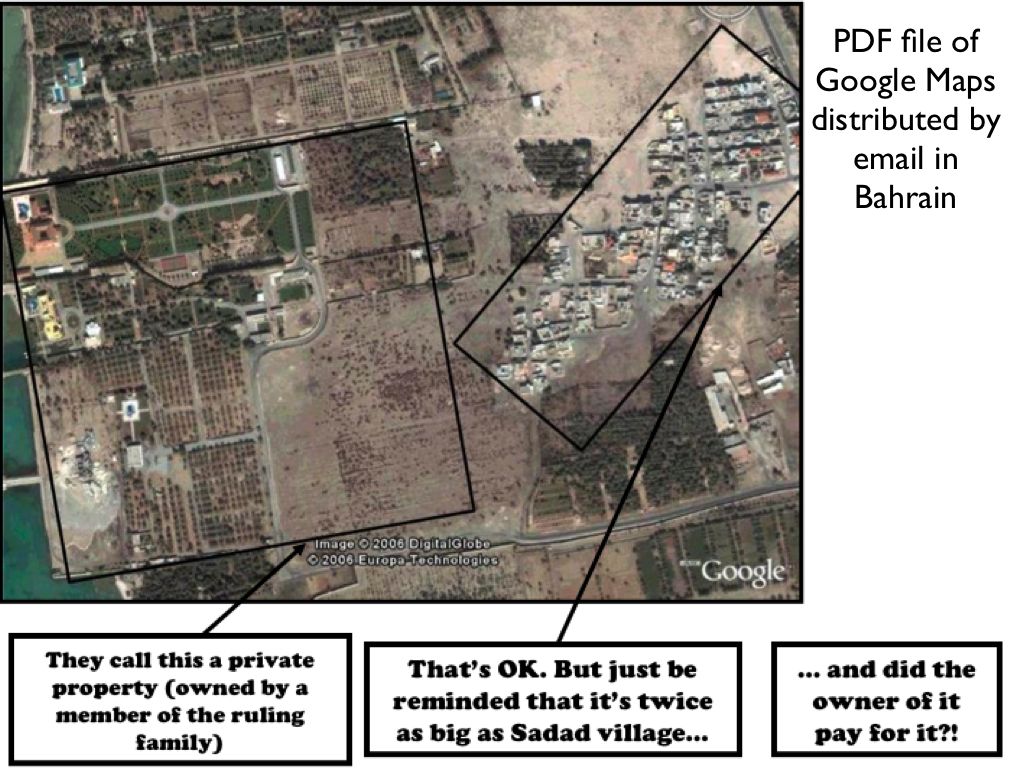 PDF file of
Google Maps
distributed by
email in
Bahrain
Image © 2006 DigitalGlobe
© 2006 Europa Technologies
Google
They call this a private
property (owned by a
member of the ruling
family)
That's OK. But just be
reminded that it's twice
as big as Sadad village...
... and did the
owner of it
pay for it?!